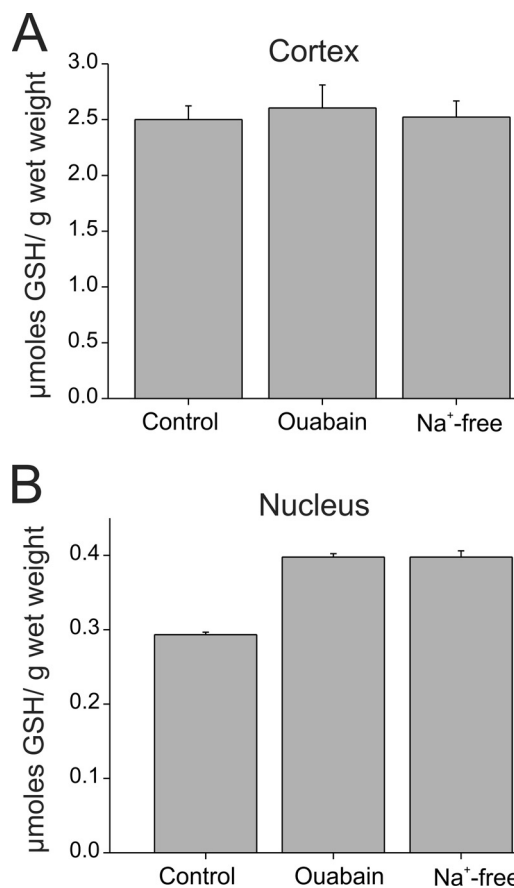 A
Cortex
µmoles GSH/ g wet weight
3.0
2.5
2.0
1.5
1.0
0.5
0.0
Control Ouabain Na⁺-free
B
Nucleus
µmoles GSH/ g wet weight
0.4
0.3
0.2
0.1
0.0
Control Ouabain Na⁺-free